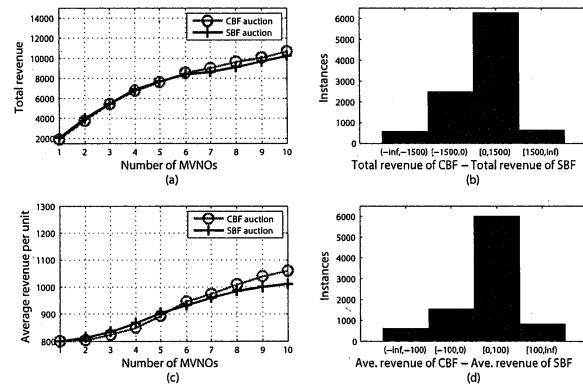 Total revenue
14000
12000
10000
8000
6000
4000
2000
CBF auction
SBF auction
1 2 3 4 5 6 7 8 9 10
Number of MVNOs
(a)
Instances
6000
5000
4000
3000
2000
1000
0
(-inf,-1500) [-1500,0) [0,1500) [1500,inf)
Total revenue of CBF − Total revenue of SBF
(b)
Average revenue per unit
1300
1200
1100
1000
900
800
CBF auction
SBF auction
1 2 3 4 5 6 7 8 9 10
Number of MVNOs
(c)
Instances
6000
5000
4000
3000
2000
1000
0
(-inf,-100) [-100,0) [0,100) [100,inf)
Ave. revenue of CBF − Ave. revenue of SBF
(d)